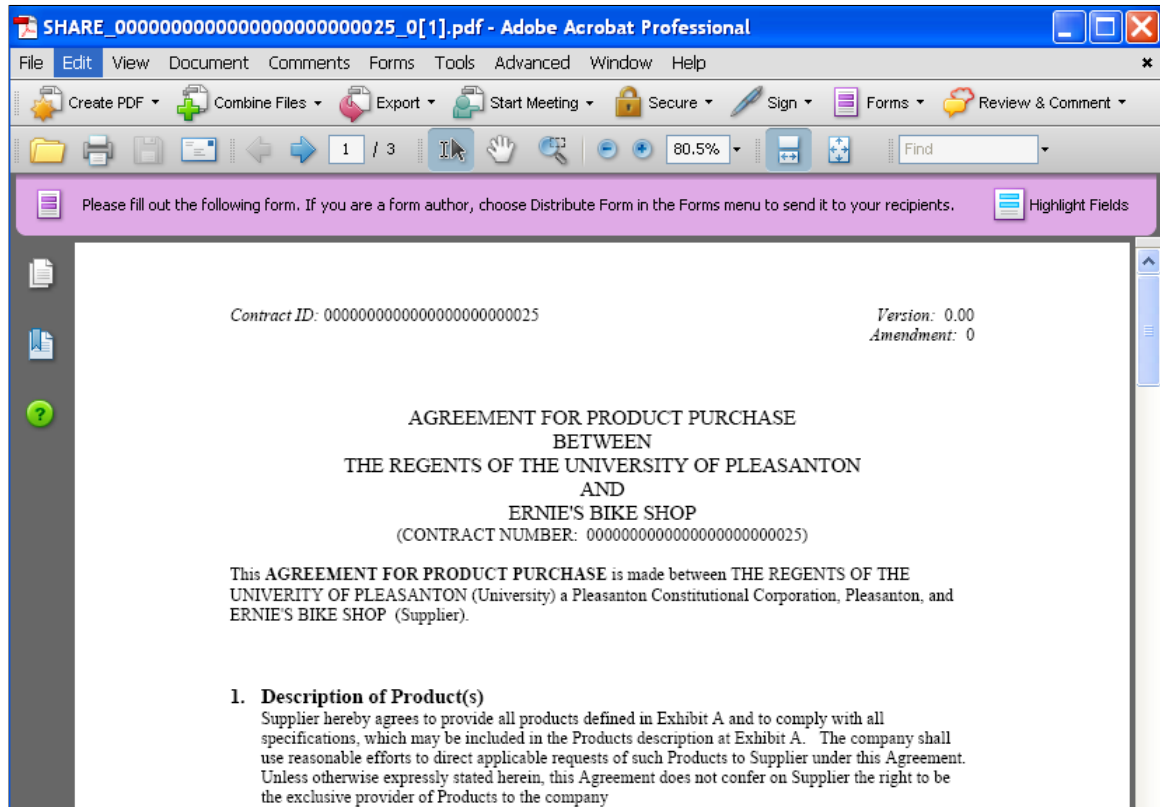 SHARE_0000000000000000000000025_0[1].pdf - Adobe Acrobat Professional
File Edit View Document Comments Forms Tools Advanced Window Help
Create PDF Combine Files Export Start Meeting Secure Sign Forms Review & Comment
1 / 3 80.5% Find
Please fill out the following form. If you are a form author, choose Distribute Form in the Forms menu to send it to your recipients. Highlight Fields
Contract ID: 0000000000000000000000025 Version: 0.00
Amendment: 0
AGREEMENT FOR PRODUCT PURCHASE
BETWEEN
THE REGENTS OF THE UNIVERSITY OF PLEASANTON
AND
ERNIE'S BIKE SHOP
(CONTRACT NUMBER: 0000000000000000000000025)
This AGREEMENT FOR PRODUCT PURCHASE is made between THE REGENTS OF THE
UNIVERITY OF PLEASANTON (University) a Pleasanton Constitutional Corporation, Pleasanton, and
ERNIE'S BIKE SHOP (Supplier).
1. Description of Product(s)
Supplier hereby agrees to provide all products defined in Exhibit A and to comply with all
specifications, which may be included in the Products description at Exhibit A. The company shall
use reasonable efforts to direct applicable requests of such Products to Supplier under this Agreement.
Unless otherwise expressly stated herein, this Agreement does not confer on Supplier the right to be
the exclusive provider of Products to the company